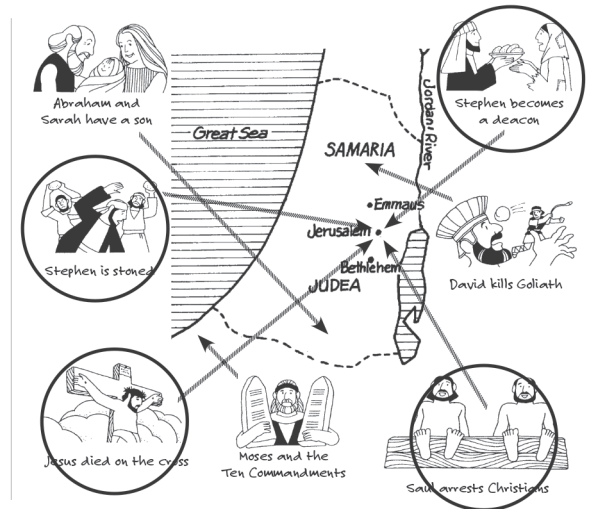 Abraham and
Sarah have a son
Stephen becomes
a deacon
Great Sea
Jordan River
SAMARIA
Emmaus
Jerusalem
Bethlehem
JUDEA
Stephen is stoned
David kills Goliath
Jesus died on the cross
Moses and the
Ten Commandments
Saul arrests Christians